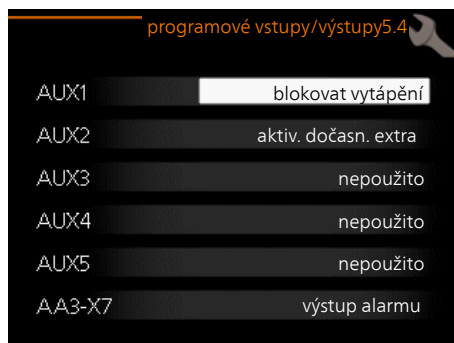 programové vstupy/výstupy5.4
AUX1 blokovat vytápění
AUX2 aktiv. dočasn. extra
AUX3 nepoužito
AUX4 nepoužito
AUX5 nepoužito
AA3-X7 výstup alarmu